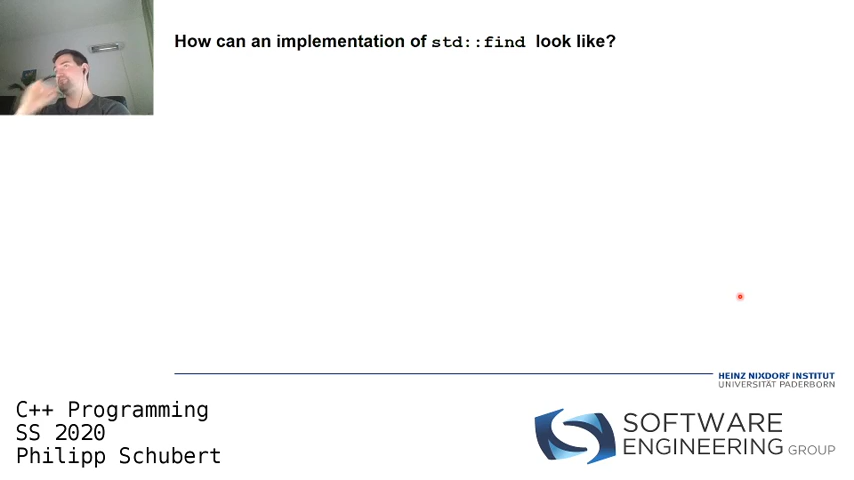 How can an implementation of std::find look like?
HEINZ NIXDORF INSTITUT
UNIVERSITÄT PADERBORN
C++ Programming
SS 2020
Philipp Schubert
SOFTWARE
ENGINEERING GROUP